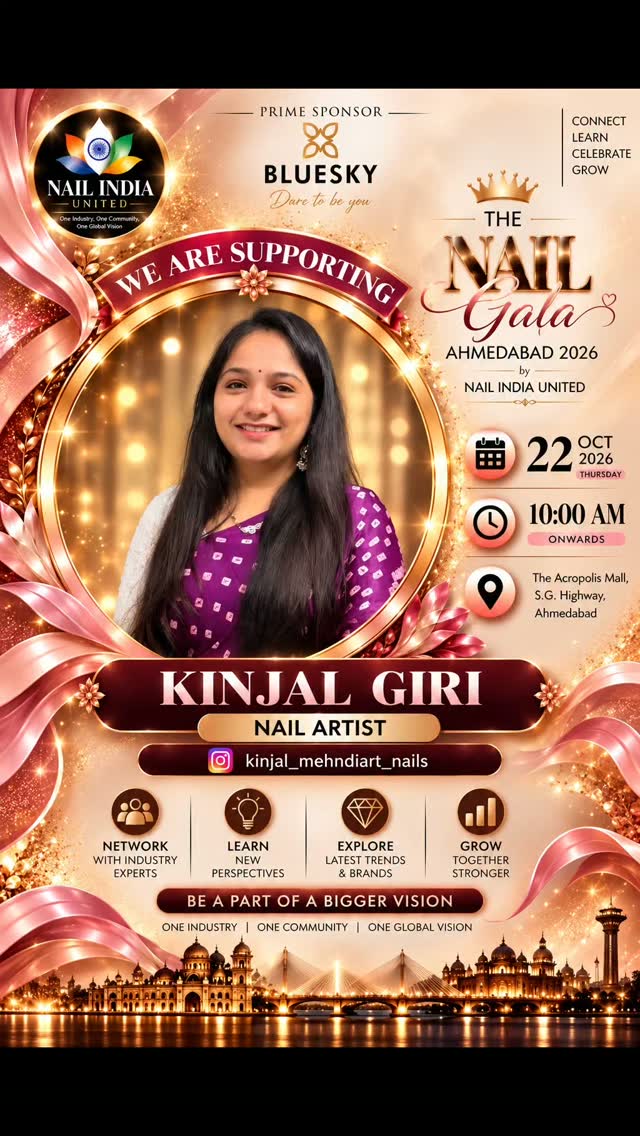 NAIL INDIA
UNITED
One Industry, One Community,
One Global Vision
PRIME SPONSOR
BLUESKY
Dare to be you
CONNECT
LEARN
CELEBRATE
GROW
THE
NAIL
Gala
AHMEDABAD 2026
by
NAIL INDIA UNITED
WE ARE SUPPORTING
22 OCT
2026
THURSDAY
10:00 AM
ONWARDS
The Acropolis Mall,
S.G. Highway,
Ahmedabad
KINJAL GIRI
NAIL ARTIST
kinjal_mehndiart_nails
NETWORK
WITH INDUSTRY
EXPERTS
LEARN
NEW
PERSPECTIVES
EXPLORE
LATEST TRENDS
& BRANDS
GROW
TOGETHER
STRONGER
BE A PART OF A BIGGER VISION
ONE INDUSTRY | ONE COMMUNITY | ONE GLOBAL VISION